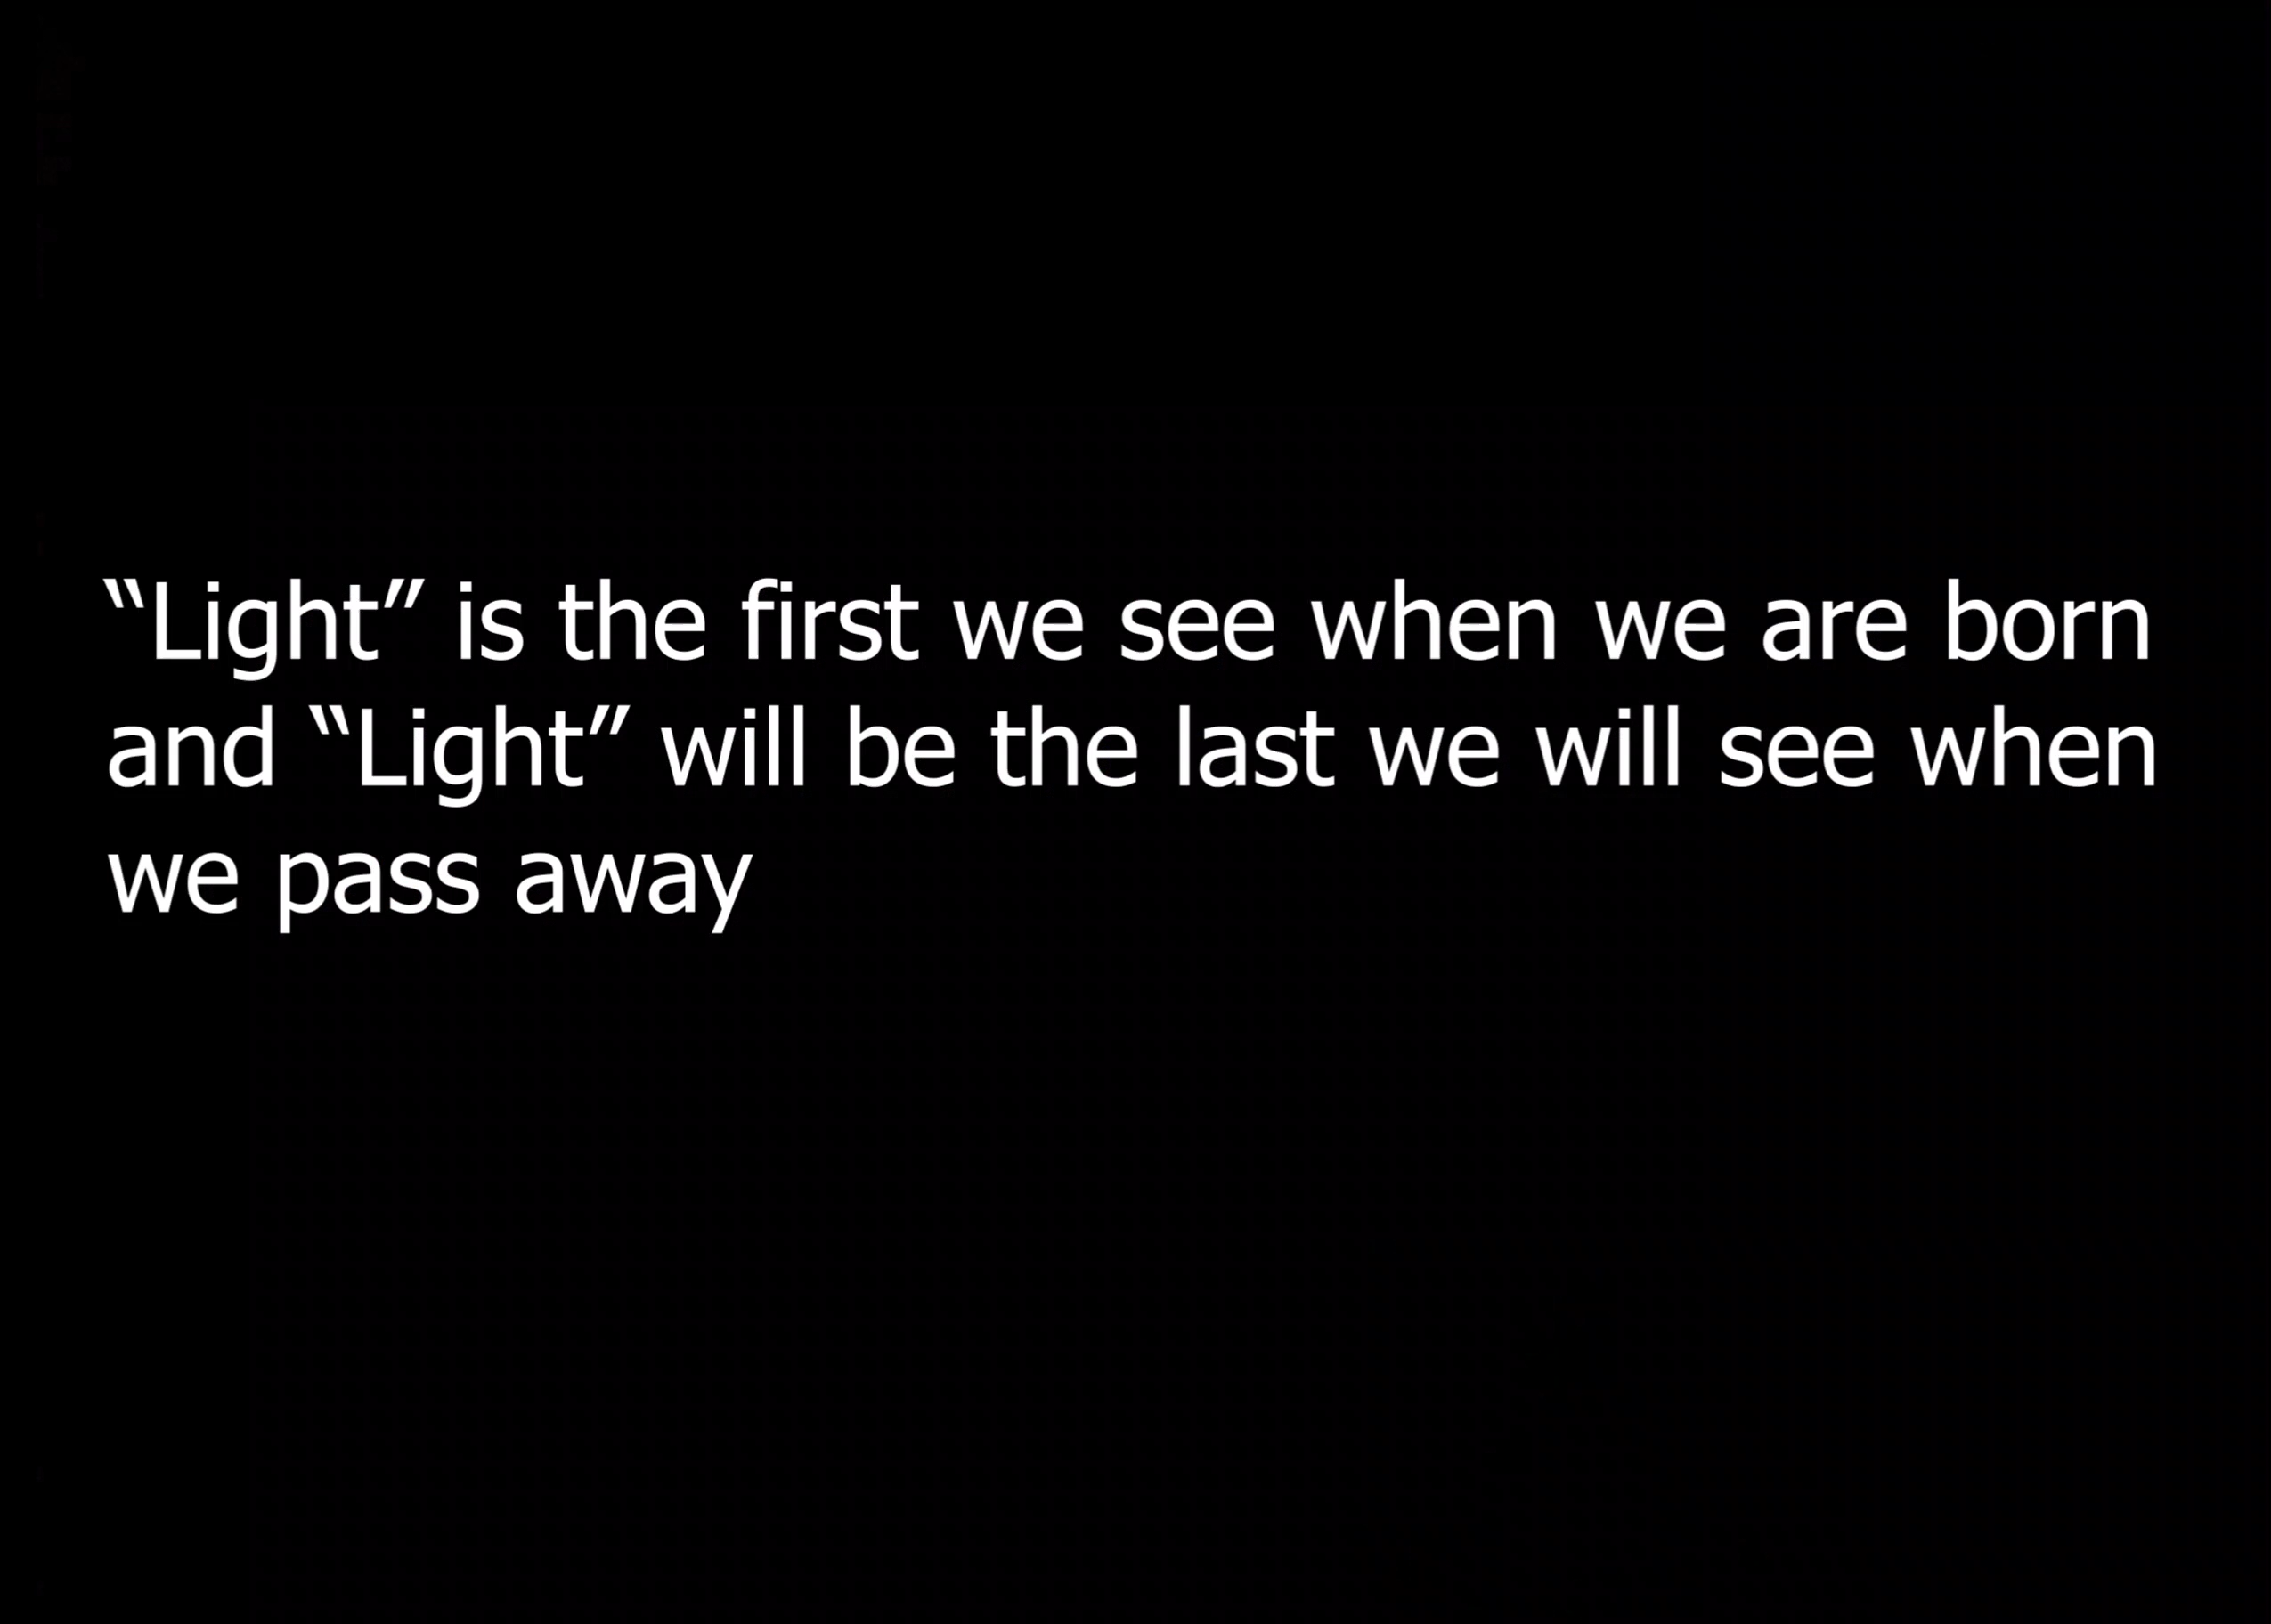 “Light” is the first we see when we are born
and “Light” will be the last we will see when
we pass away